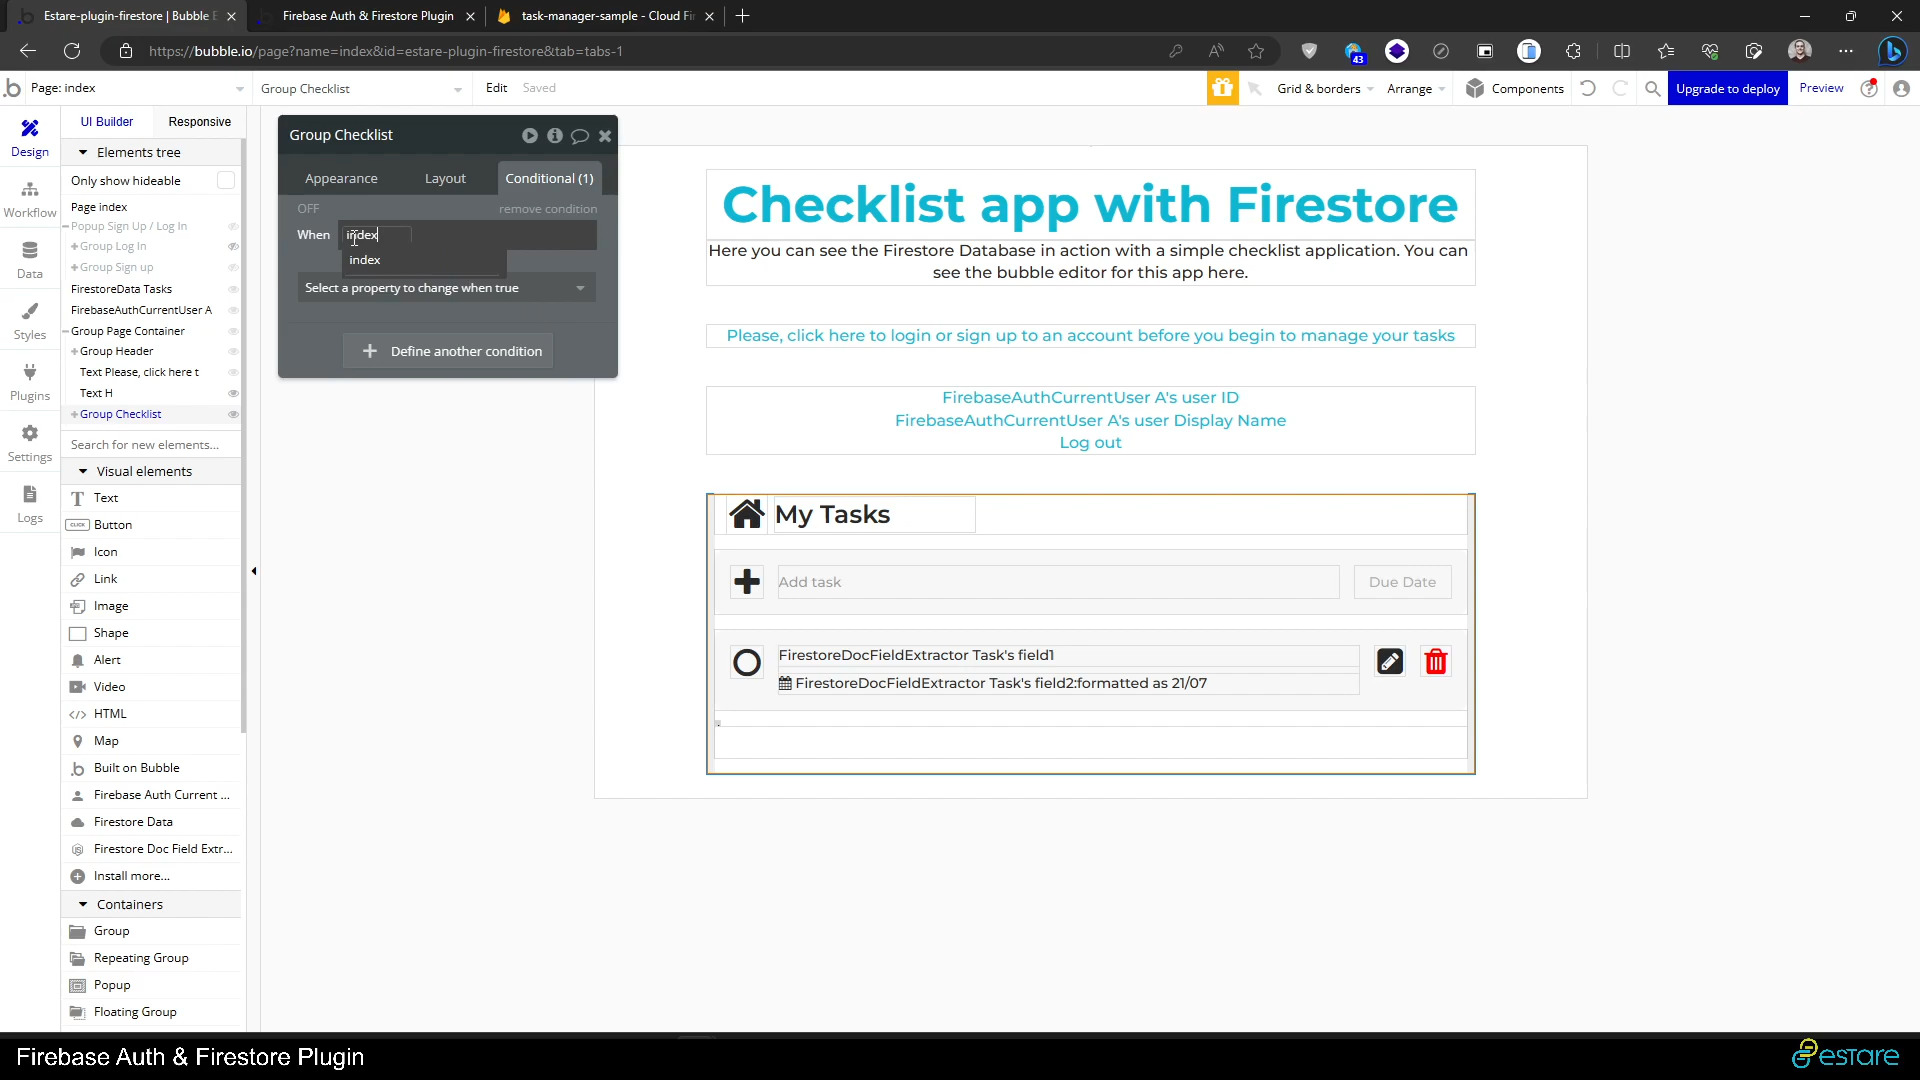 Estare-plugin-firestore | Bubble E
Firebase Auth & Firestore Plugin
task-manager-sample - Cloud Fir
https://bubble.io/page?name=index&id=estare-plugin-firestore&tab=tabs-1
43
Page: index
Group Checklist
Edit
Saved
Grid & borders
Arrange
Components
Upgrade to deploy
Preview
Design
Workflow
Data
Styles
Plugins
Settings
Logs
UI Builder
Responsive
Elements tree
Only show hideable
Page index
Popup Sign Up / Log In
Group Log In
Group Sign up
FirestoreData Tasks
FirebaseAuthCurrentUser A
Group Page Container
Group Header
Text Please, click here t
Text H
Group Checklist
Search for new elements...
Visual elements
Text
CLICK
Button
Icon
Link
Image
Shape
Alert
Video
HTML
Map
Built on Bubble
Firebase Auth Current ...
Firestore Data
Firestore Doc Field Extr...
Install more...
Containers
Group
Repeating Group
Popup
Floating Group
Group Checklist
Appearance
Layout
Conditional (1)
OFF
remove condition
When
index
index
Select a property to change when true
Define another condition
Checklist app with Firestore
Here you can see the Firestore Database in action with a simple checklist application. You can
see the bubble editor for this app here.
Please, click here to login or sign up to an account before you begin to manage your tasks
FirebaseAuthCurrentUser A's user ID
FirebaseAuthCurrentUser A's user Display Name
Log out
My Tasks
Add task
Due Date
FirestoreDocFieldExtractor Task's field1
FirestoreDocFieldExtractor Task's field2:formatted as 21/07
Firebase Auth & Firestore Plugin
estare